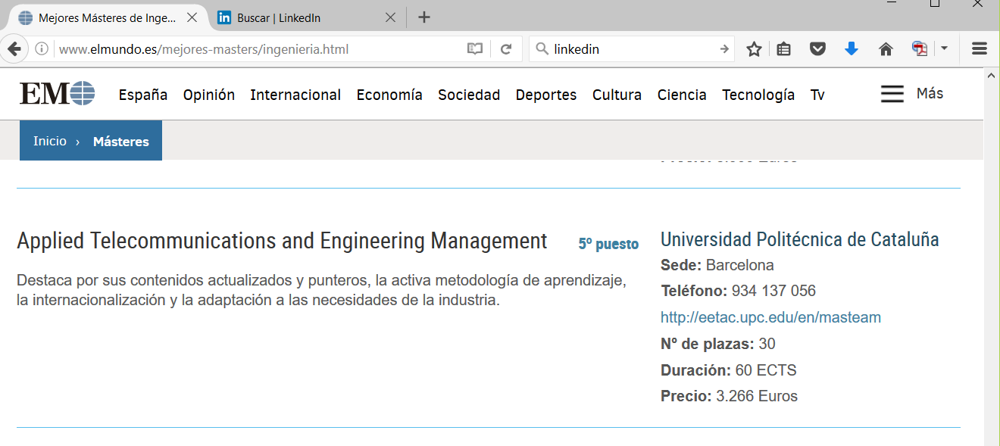 Mejores Másteres de Inge...
Buscar | LinkedIn
www.elmundo.es/mejores-masters/ingenieria.html
linkedin
EM
España Opinión Internacional Economía Sociedad Deportes Cultura Ciencia Tecnología Tv Más
Inicio › Másteres
Applied Telecommunications and Engineering Management
5º puesto
Destaca por sus contenidos actualizados y punteros, la activa metodología de aprendizaje,
la internacionalización y la adaptación a las necesidades de la industria.
Universidad Politécnica de Cataluña
Sede: Barcelona
Teléfono: 934 137 056
http://eetac.upc.edu/en/masteam
Nº de plazas: 30
Duración: 60 ECTS
Precio: 3.266 Euros